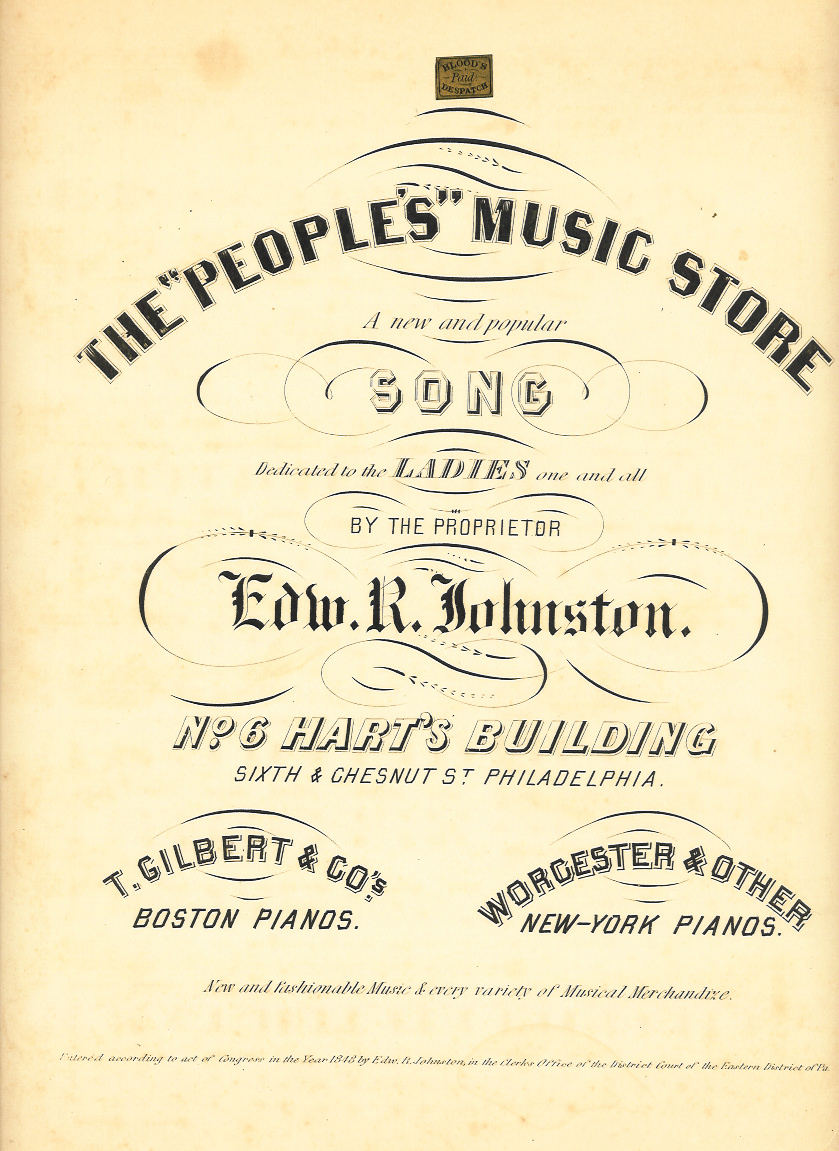 BLOOD'S
Paid
DESPATCH
THE "PEOPLE'S" MUSIC STORE
A new and popular
SONG
Dedicated to the LADIES one and all
BY THE PROPRIETOR
Edw. R. Johnston.
No. 6 HART'S BUILDING
SIXTH & CHESNUT ST. PHILADELPHIA.
T. GILBERT & CO's.
BOSTON PIANOS.
WORCESTER & OTHER
NEW-YORK PIANOS.
New and Fashionable Music & every variety of Musical Merchandize.
Entered according to act of Congress in the Year 1848 by Edw. R. Johnston, in the Clerks Office of the District Court of the Eastern District of Pa.